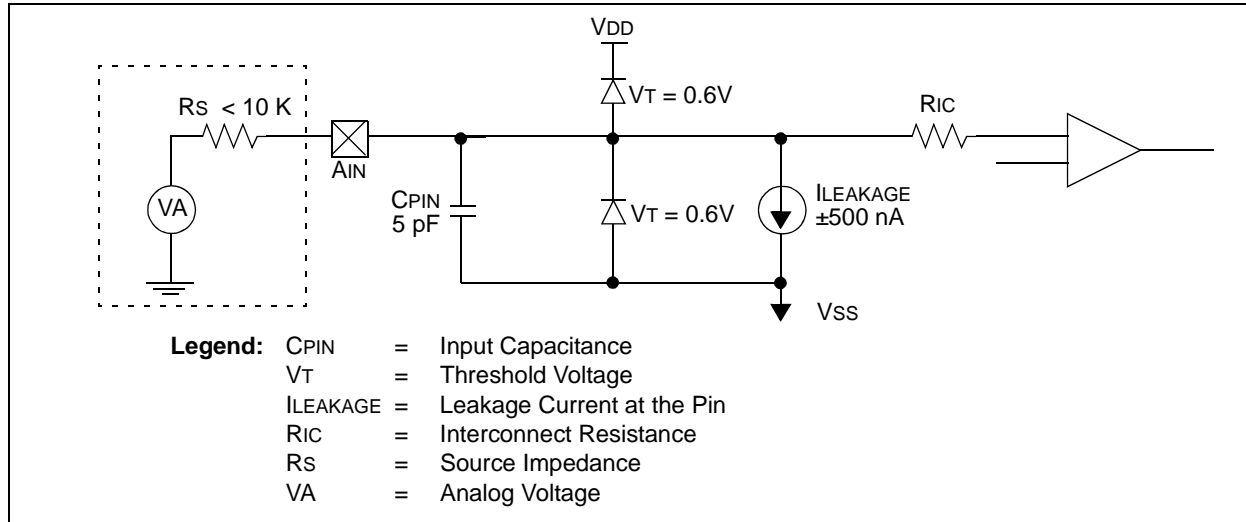 VDD
VT = 0.6V
RS < 10 K
RIC
AIN
VA
CPIN
5 pF
VT = 0.6V
ILEAKAGE
±500 nA
VSS
Legend: CPIN = Input Capacitance
VT = Threshold Voltage
ILEAKAGE = Leakage Current at the Pin
RIC = Interconnect Resistance
RS = Source Impedance
VA = Analog Voltage